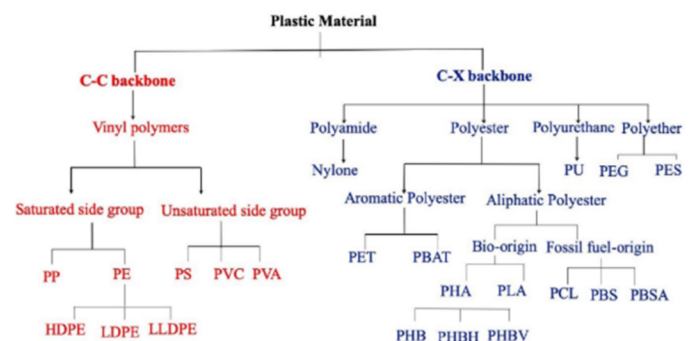 Plastic Material
C-C backbone
C-X backbone
Vinyl polymers
Polyamide Polyester Polyurethane Polyether
Nylone
PU PEG PES
Saturated side group Unsaturated side group
Aromatic Polyester Aliphatic Polyester
PP PE PS PVC PVA
PET PBAT
Bio-origin Fossil fuel-origin
PHA PLA PCL PBS PBSA
HDPE LDPE LLDPE
PHB PHBH PHBV